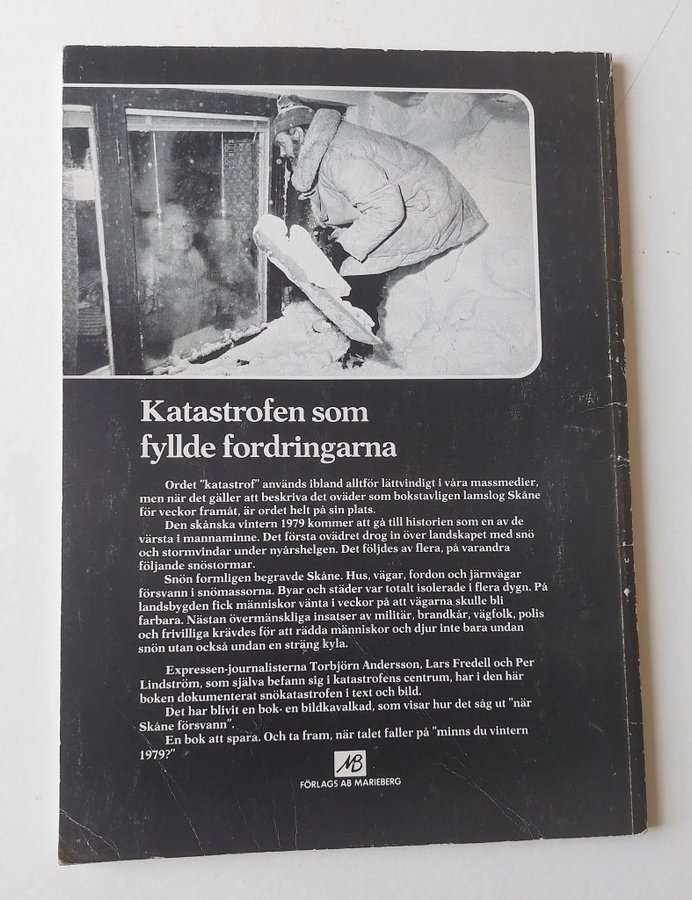 Katastrofen som
fyllde fordringarna
Ordet "katastrof" används ibland alltför lättvindigt i våra massmedier,
men när det gäller att beskriva det oväder som bokstavligen lamslog Skåne
för veckor framåt, är ordet helt på sin plats.
Den skånska vintern 1979 kommer att gå till historien som en av de
värsta i mannaminne. Det första ovädret drog in över landskapet med snö
och stormvindar under nyårshelgen. Det följdes av flera, på varandra
följande snöstormar.
Snön formligen begravde Skåne. Hus, vägar, fordon och järnvägar
försvann i snömassorna. Byar och städer var totalt isolerade i flera dygn. På
landsbygden fick människor vänta i veckor på att vägarna skulle bli
farbara. Nästan övermänskliga insatser av militär, brandkår, vägfolk, polis
och frivilliga krävdes för att rädda människor och djur inte bara undan
snön utan också undan en sträng kyla.
Expressen-journalisterna Torbjörn Andersson, Lars Fredell och Per
Lindström, som själva befann sig i katastrofens centrum, har i den här
boken dokumenterat snökatastrofen i text och bild.
Det har blivit en bok- en bildkavalkad, som visar hur det såg ut "när
Skåne försvann".
En bok att spara. Och ta fram, när talet faller på "minns du vintern
1979?"
MB
FÖRLAGS AB MARIEBERG